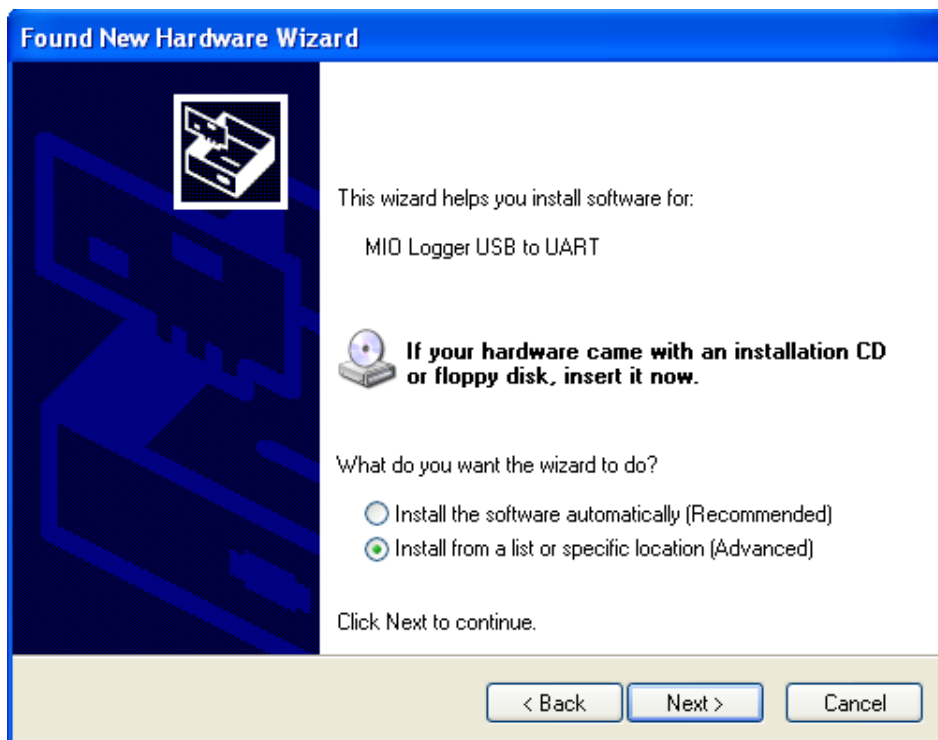 Found New Hardware Wizard
This wizard helps you install software for:
MIO Logger USB to UART
If your hardware came with an installation CD
or floppy disk, insert it now.
What do you want the wizard to do?
Install the software automatically (Recommended)
Install from a list or specific location (Advanced)
Click Next to continue.
< Back Next > Cancel